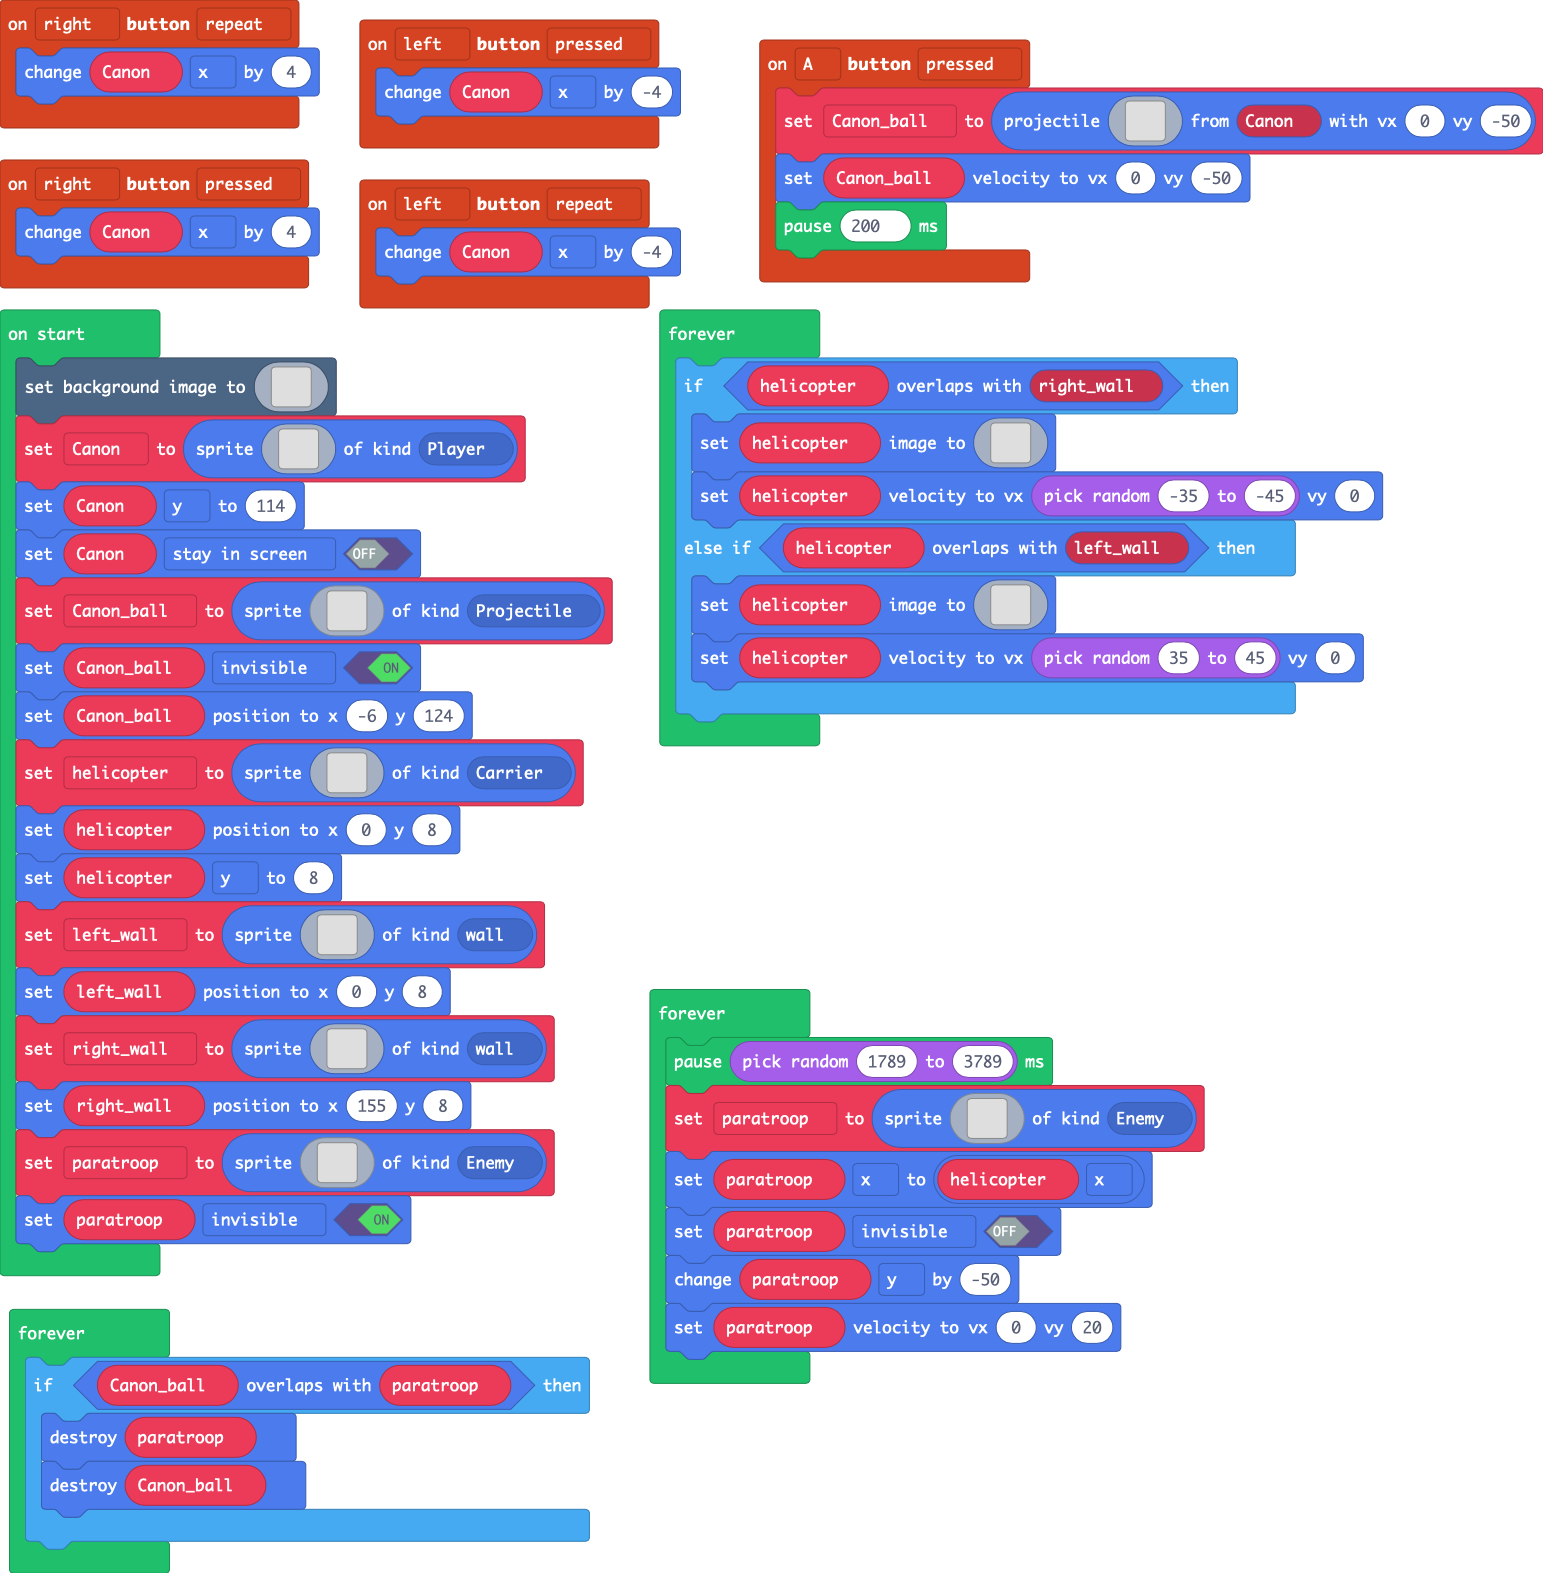 on right button repeat
change Canon x by 4
on left button pressed
change Canon x by -4
on A button pressed
set Canon_ball to projectile from Canon with vx 0 vy -50
set Canon_ball velocity to vx 0 vy -50
pause 200 ms
on right button pressed
change Canon x by 4
on left button repeat
change Canon x by -4
on start
set background image to
set Canon to sprite of kind Player
set Canon y to 114
set Canon stay in screen OFF
set Canon_ball to sprite of kind Projectile
set Canon_ball invisible ON
set Canon_ball position to x -6 y 124
set helicopter to sprite of kind Carrier
set helicopter position to x 0 y 8
set helicopter y to 8
set left_wall to sprite of kind wall
set left_wall position to x 0 y 8
set right_wall to sprite of kind wall
set right_wall position to x 155 y 8
set paratroop to sprite of kind Enemy
set paratroop invisible ON
forever
if helicopter overlaps with right_wall then
set helicopter image to
set helicopter velocity to vx pick random -35 to -45 vy 0
else if helicopter overlaps with left_wall then
set helicopter image to
set helicopter velocity to vx pick random 35 to 45 vy 0
forever
pause pick random 1789 to 3789 ms
set paratroop to sprite of kind Enemy
set paratroop x to helicopter x
set paratroop invisible OFF
change paratroop y by -50
set paratroop velocity to vx 0 vy 20
forever
if Canon_ball overlaps with paratroop then
destroy paratroop
destroy Canon_ball